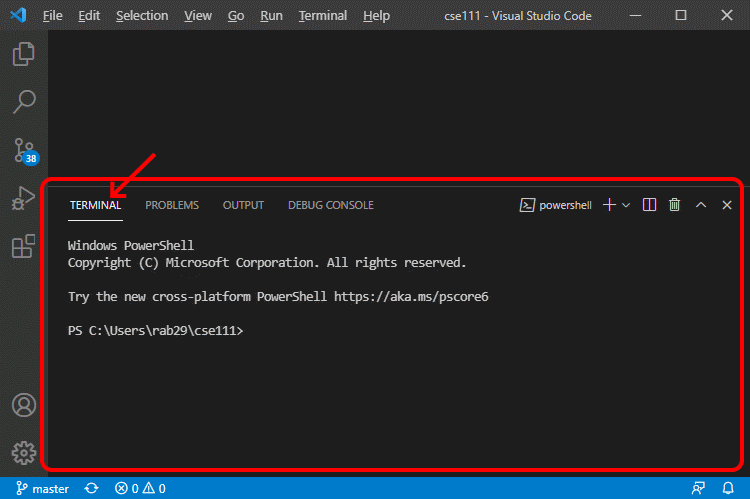 File Edit Selection View Go Run Terminal Help cse111 - Visual Studio Code
38
TERMINAL PROBLEMS OUTPUT DEBUG CONSOLE powershell
Windows PowerShell
Copyright (C) Microsoft Corporation. All rights reserved.
Try the new cross-platform PowerShell https://aka.ms/pscore6
PS C:\Users\rab29\cse111>
master 0 0